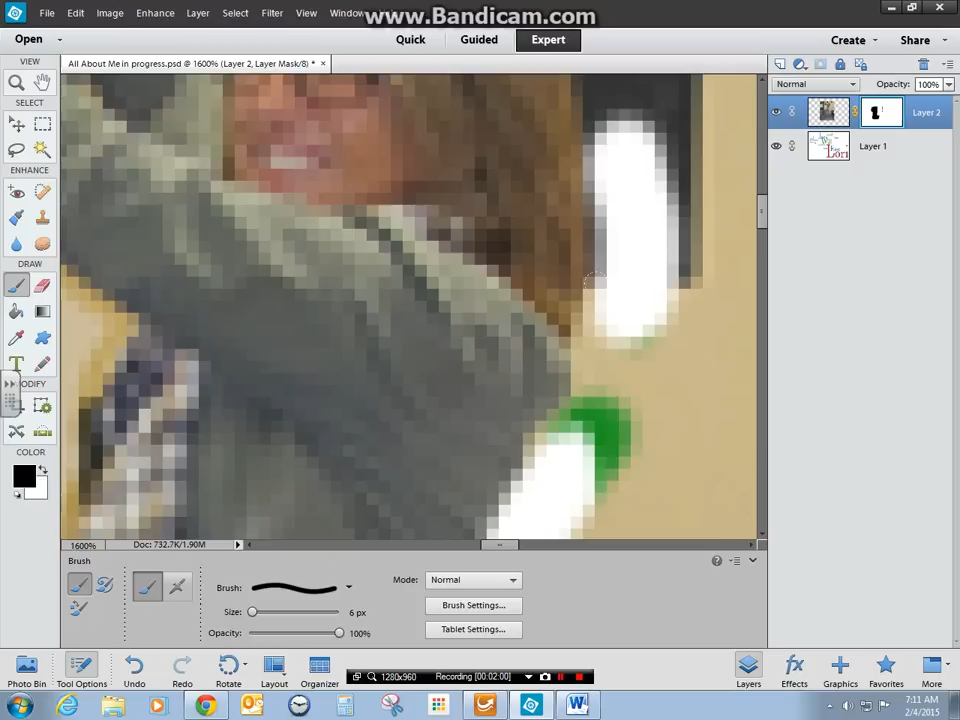 File Edit Image Enhance Layer Select Filter View Window
www.Bandicam.com
Open Quick Guided Expert Create Share
All About Me in progress.psd @ 1600% (Layer 2, Layer Mask/8) * ×
VIEW
SELECT
ENHANCE
DRAW
T
ODIFY
COLOR
Normal Opacity: 100%
Layer 2
Lori Layer 1
1600% Doc: 732.7K/1.90M
Brush
Brush: Mode: Normal
Size: 6 px Brush Settings...
Opacity: 100% Tablet Settings...
Photo Bin Tool Options Undo Redo Rotate Layout Organizer
1280x960 Recording [00:02:00]
Layers Effects Graphics Favorites More
7:11 AM
2/4/2015